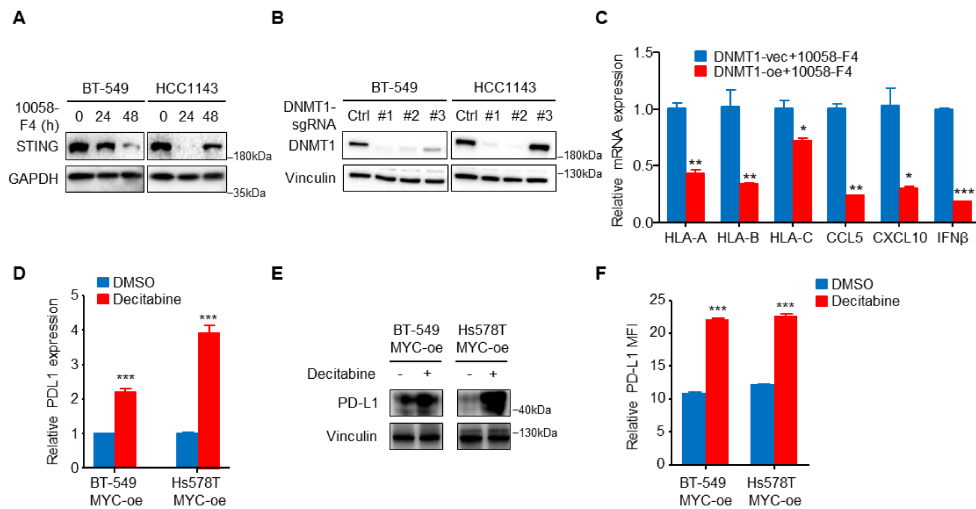 A
BT-549 HCC1143
10058-
F4 (h) 0 24 48 0 24 48
STING
–180kDa
GAPDH
–35kDa
B
BT-549 HCC1143
DNMT1-
sgRNA Ctrl #1 #2 #3 Ctrl #1 #2 #3
DNMT1
–180kDa
Vinculin –130kDa
C
DNMT1-vec+10058-F4
DNMT1-oe+10058-F4
Relative mRNA expression
1.5
1.0
0.5
0.0
** ** * ** * ***
HLA-A HLA-B HLA-C CCL5 CXCL10 IFNβ
D
DMSO
Decitabine
Relative PDL1 expression
5
4
2
1
0
*** ***
BT-549 Hs578T
MYC-oe MYC-oe
E
BT-549 Hs578T
MYC-oe MYC-oe
Decitabine - + - +
PD-L1
–40kDa
Vinculin –130kDa
F
DMSO
Decitabine
Relative PD-L1 MFI
25
20
15
10
5
0
*** ***
BT-549 Hs578T
MYC-oe MYC-oe